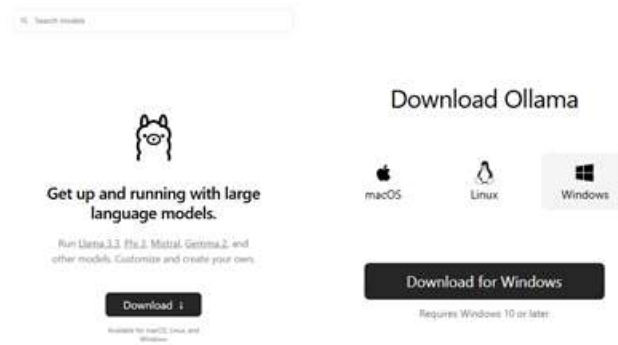 Search models
Get up and running with large
language models.
Run Llama 3.3, Phi 3, Mistral, Gemma 2, and
other models. Customize and create your own.
Download ↓
Available for macOS, Linux, and
Windows
Download Ollama
macOS
Linux
Windows
Download for Windows
Requires Windows 10 or later